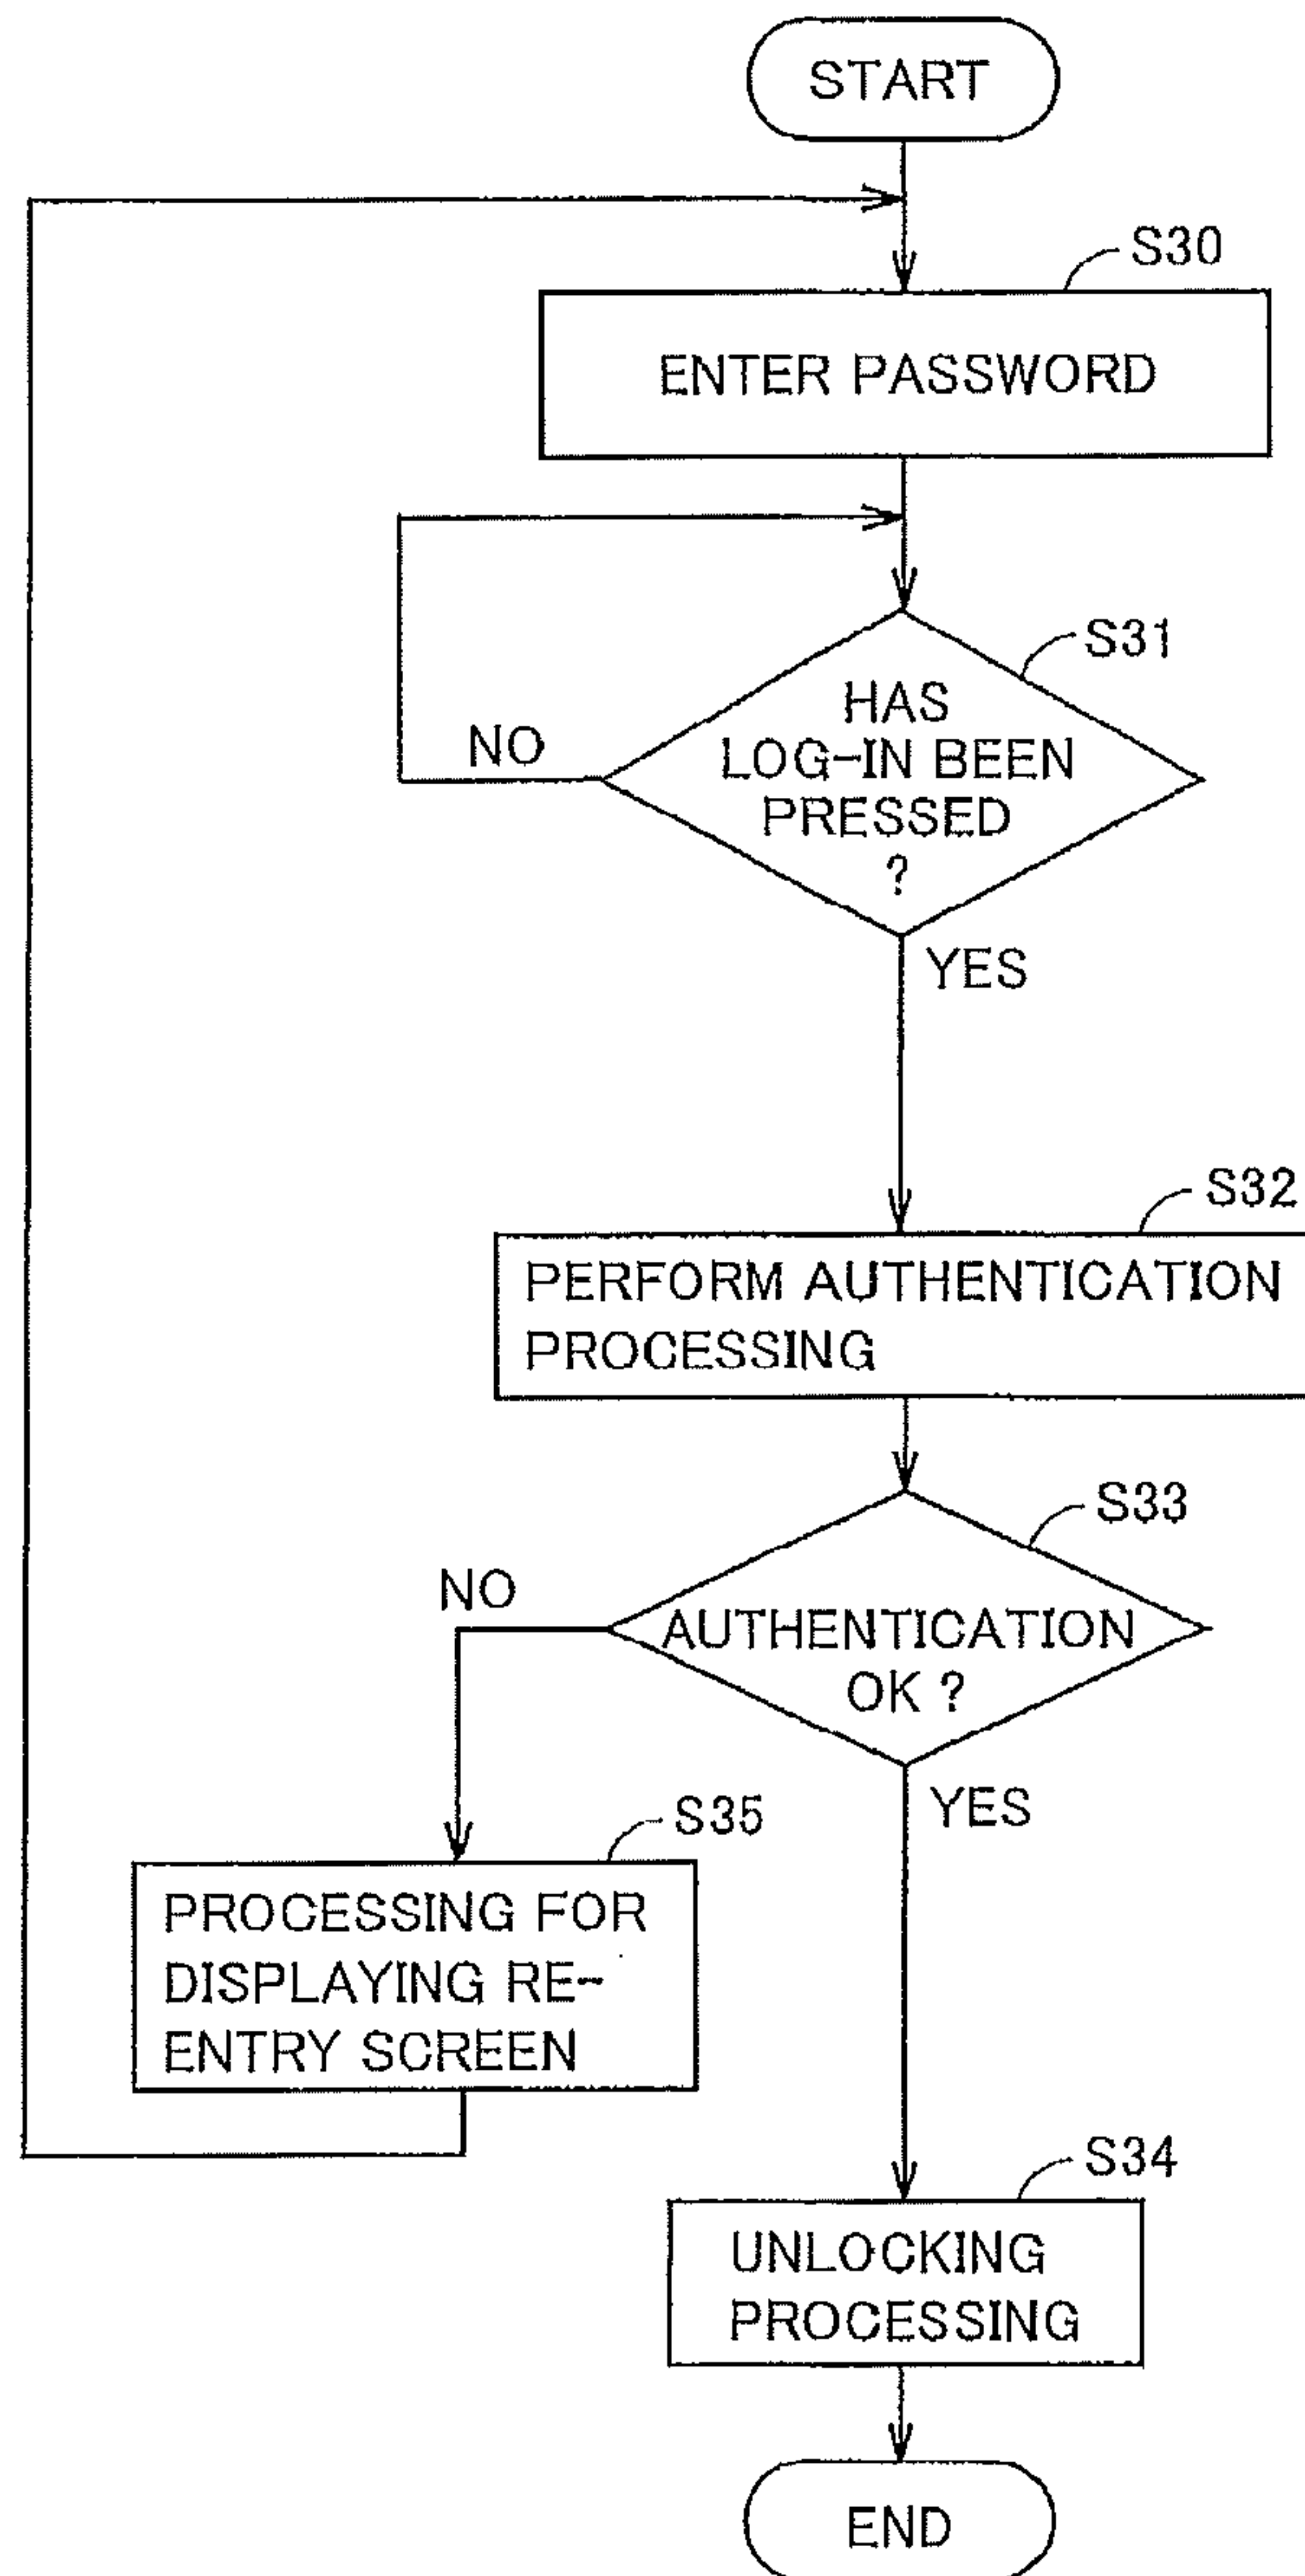 START
S30
ENTER PASSWORD
S31
HAS
LOG-IN BEEN
PRESSED
?
NO
YES
S32
PERFORM AUTHENTICATION
PROCESSING
S33
NO
AUTHENTICATION
OK ?
YES
S35
PROCESSING FOR
DISPLAYING RE-
ENTRY SCREEN
S34
UNLOCKING
PROCESSING
END